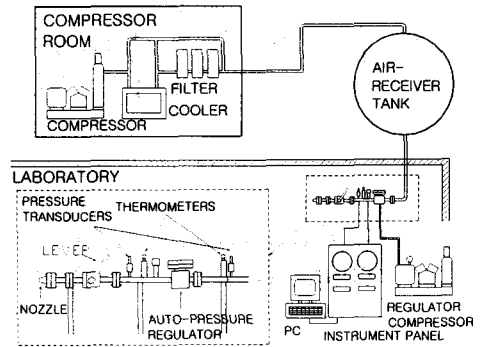 COMPRESSOR
ROOM
FILTER
COOLER
COMPRESSOR
AIR-
RECEIVER
TANK
LABORATORY
PRESSURE
TRANSDUCERS
THERMOMETERS
LEVER
NOZZLE
AUTO-PRESSURE
REGULATOR
PC
INSTRUMENT PANEL
REGULATOR
COMPRESSOR